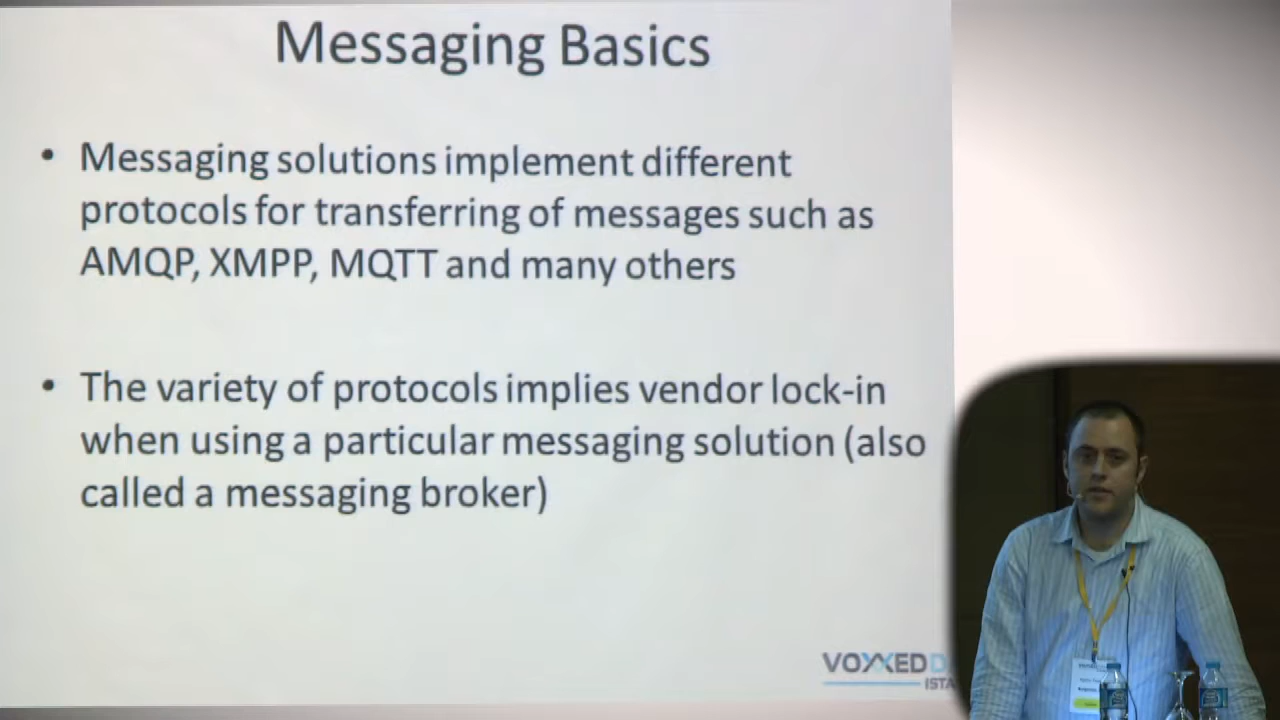 Messaging Basics
• Messaging solutions implement different
protocols for transferring of messages such as
AMQP, XMPP, MQTT and many others
• The variety of protocols implies vendor lock-in
when using a particular messaging solution (also
called a messaging broker)
VOXXED D
ISTA